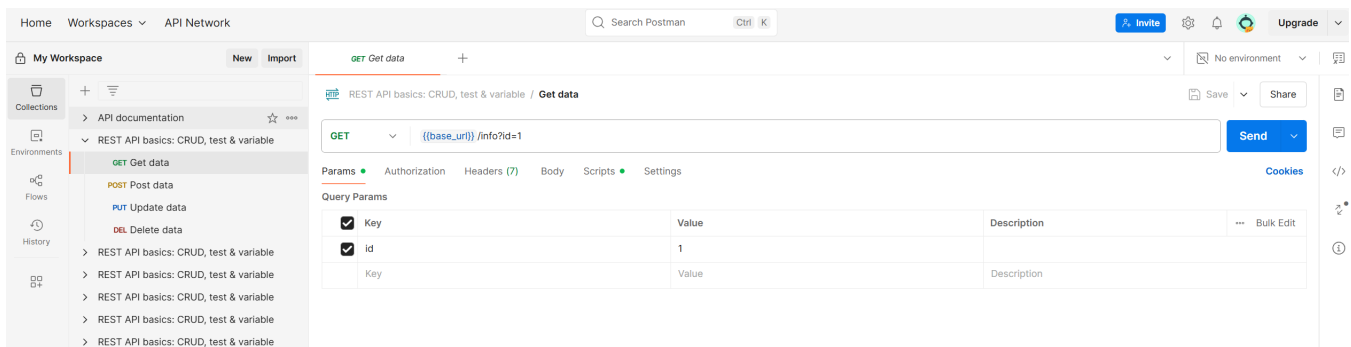 Home Workspaces API Network Search Postman Ctrl K Invite Upgrade
My Workspace New Import GET Get data No environment
Collections
Environments
Flows
History
API documentation
REST API basics: CRUD, test & variable
GET Get data
POST Post data
PUT Update data
DEL Delete data
REST API basics: CRUD, test & variable
REST API basics: CRUD, test & variable
REST API basics: CRUD, test & variable
REST API basics: CRUD, test & variable
REST API basics: CRUD, test & variable
HTTP REST API basics: CRUD, test & variable / Get data Save Share
GET {{base_url}} /info?id=1 Send
Params Authorization Headers (7) Body Scripts Settings Cookies
Query Params
Key Value Description Bulk Edit
id 1
Key Value Description